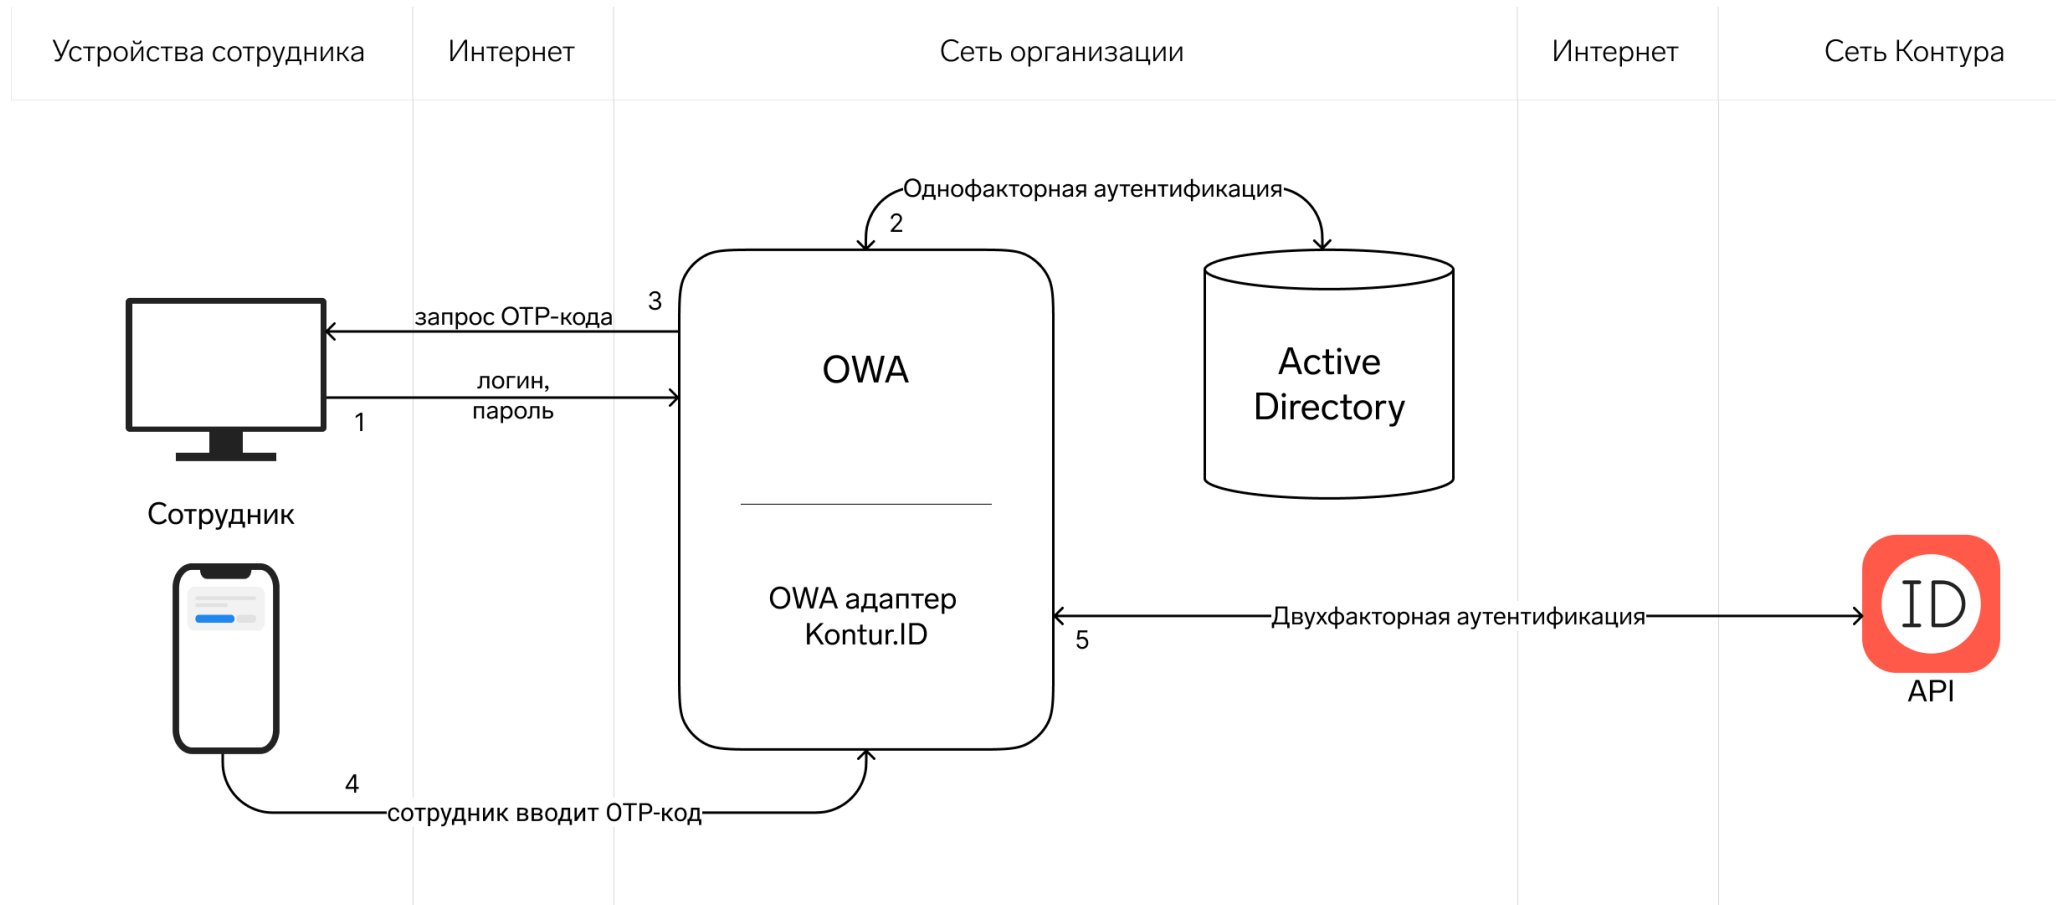 Устройства сотрудника
Интернет
Сеть организации
Интернет
Сеть Контура
Однофакторная аутентификация
2
3
запрос OTP-кода
логин,
пароль
1
OWA
Active
Directory
Сотрудник
OWA адаптер
Kontur.ID
Двухфакторная аутентификация
5
ID
API
4
сотрудник вводит OTP-код